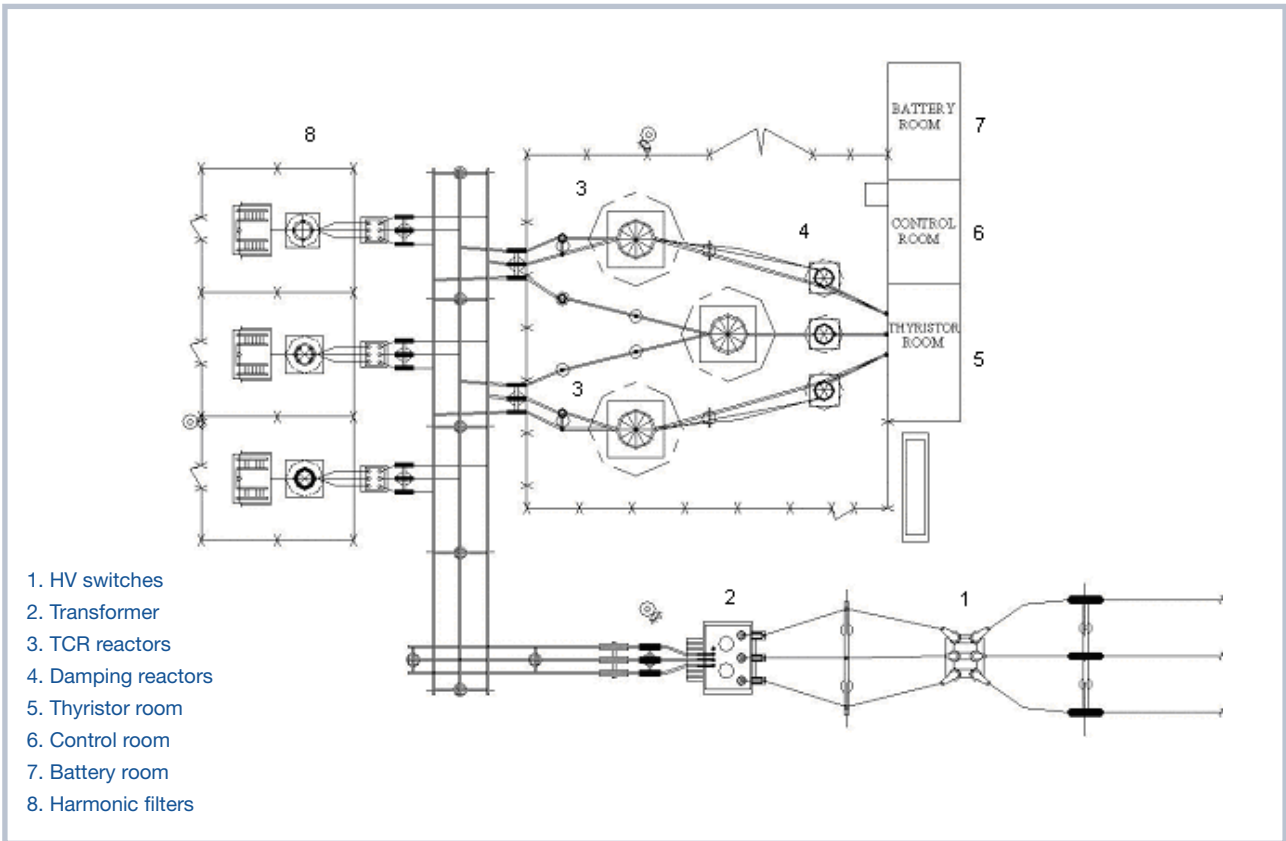 8
3
4
BATTERY
ROOM
7
CONTROL
ROOM
6
THYRISTOR
ROOM
5
3
2
1
1. HV switches
2. Transformer
3. TCR reactors
4. Damping reactors
5. Thyristor room
6. Control room
7. Battery room
8. Harmonic filters